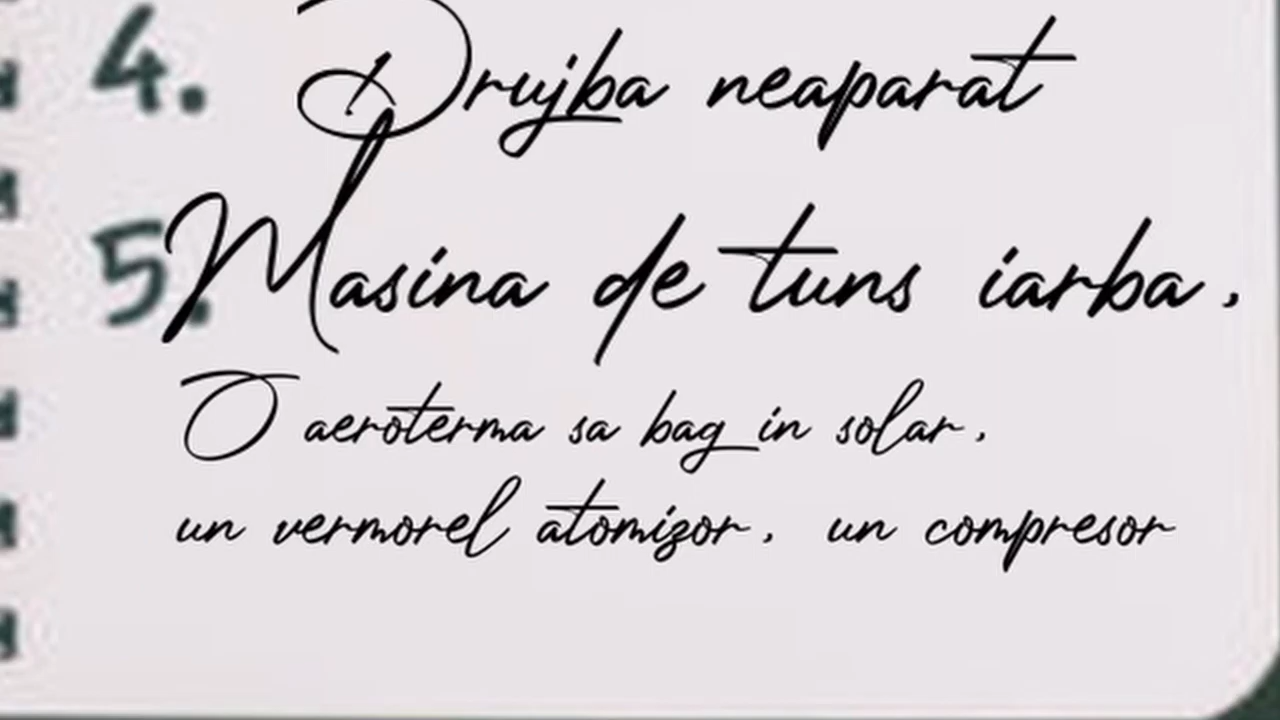 4. Drujba neaparat
5. Masina de tuns iarba,
O aeroterma sa bag in solar,
un vermorel atomizor, un compresor